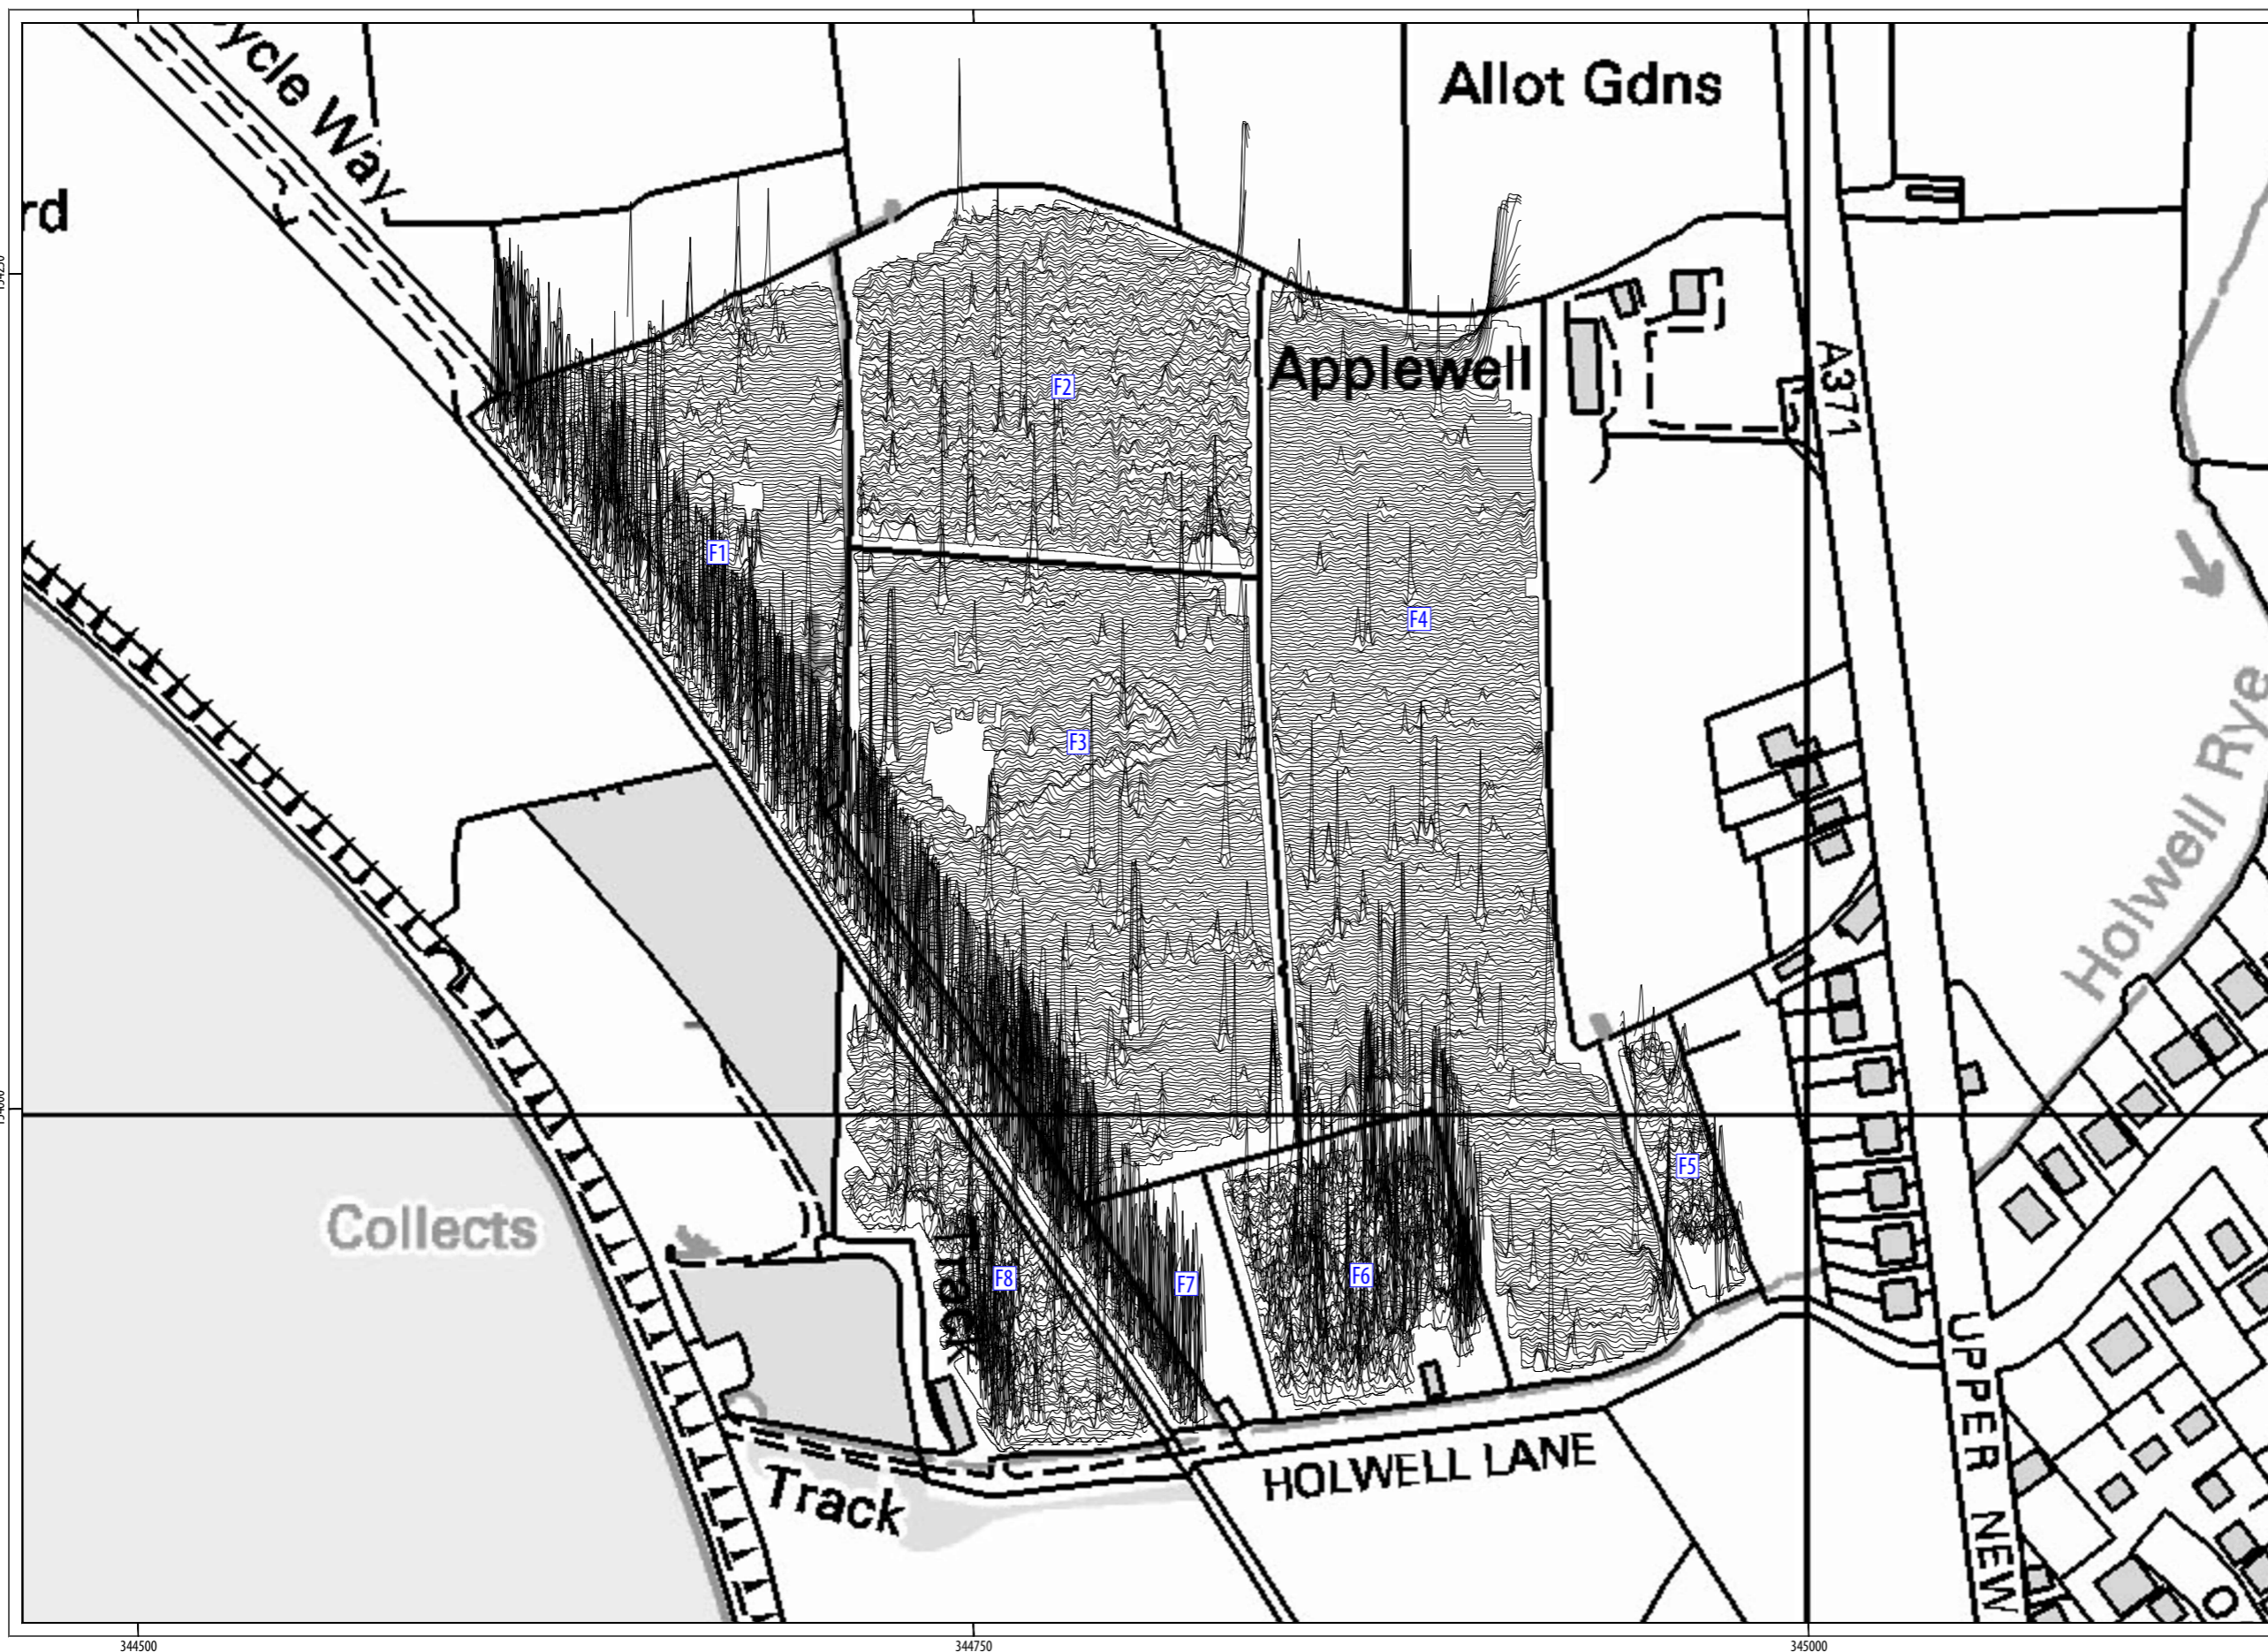 Cycle Way
Allot Gdns
rd
Applewell
A371
F2
F1
F4
F3
Holwell Rye
F5
Collects
F8
F7
F6
Track
UPPER NEW
HOLWELL LANE
Track
344500
344750
345000